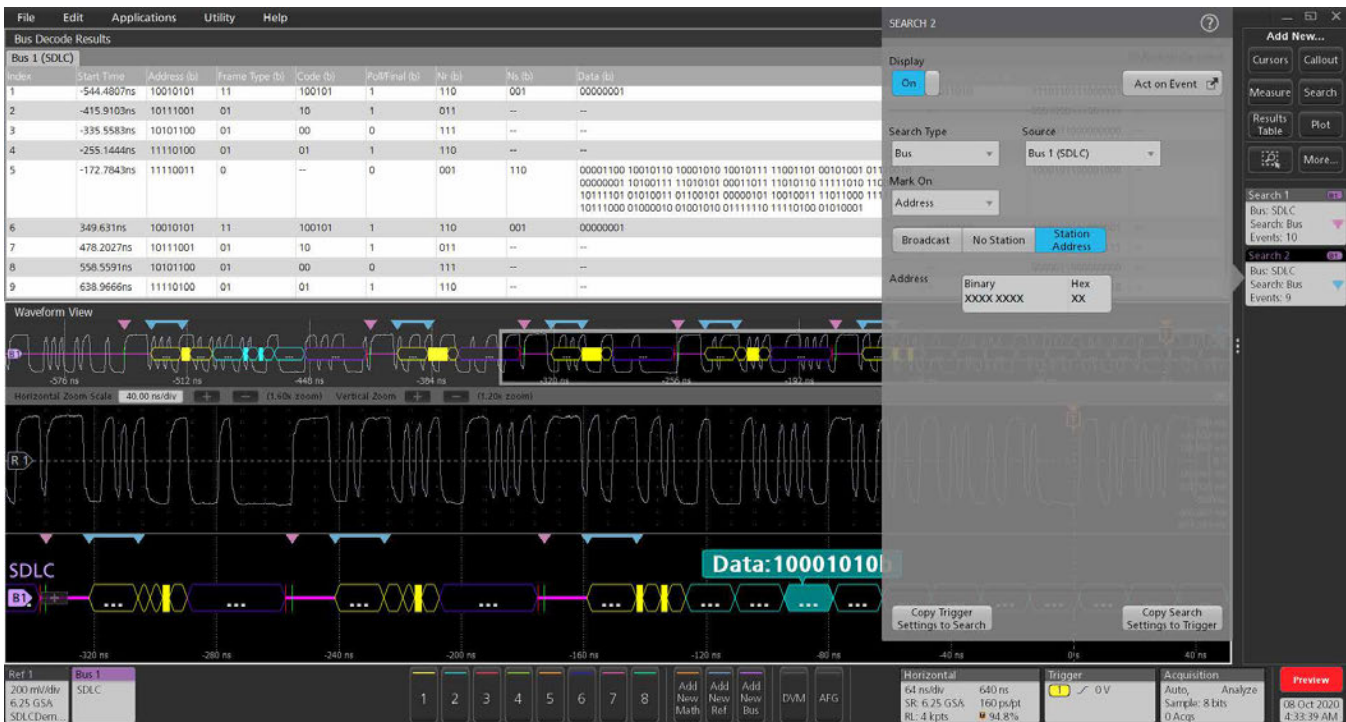 File Edit Applications Utility Help
Bus Decode Results
Bus 1 (SDLC)
Index Start Time Address (b) Frame Type (b) Code (b) Poll/Final (b) Nr (b) Ns (b) Data (b)
1 -544.4807ns 10010101 11 100101 1 110 001 00000001
2 -415.9103ns 10111001 01 10 1 011 -- --
3 -335.5583ns 10101100 01 00 0 111 -- --
4 -255.1444ns 11110100 01 01 1 110 -- --
5 -172.7843ns 11110011 0 -- 0 001 110 00001100 10010110 10001010 10010111 11001101 00101001 011
00000001 10100111 11010101 00011011 11010110 11111010 110
10111101 01010011 01100101 00000101 10010011 11011000 111
10111000 01000010 01001010 01111110 11110100 01010001
6 349.631ns 10010101 11 100101 1 110 001 00000001
7 478.2027ns 10111001 01 10 1 011 -- --
8 558.5591ns 10101100 01 00 0 111 -- --
9 638.9666ns 11110100 01 01 1 110 -- --
Waveform View
B1
-576 ns -512 ns -448 ns -384 ns -320 ns -256 ns -192 ns
Horizontal Zoom Scale 40.00 ns/div + — (1.60x zoom) Vertical Zoom + — (1.20x zoom)
R 1
SDLC
Data:10001010b
B1 + ... ... ... ... ... ... ... ... ...
-320 ns -280 ns -240 ns -200 ns -160 ns -120 ns -80 ns -40 ns 0 s 40 ns
SEARCH 2 ?
Display
On
Act on Event
Search Type Source
Bus Bus 1 (SDLC)
Mark On
Address
Broadcast No Station Station
Address
Address Binary Hex
XXXX XXXX XX
Copy Trigger
Settings to Search
Copy Search
Settings to Trigger
Add New...
Cursors Callout
Measure Search
Results
Table
Plot
More...
Search 1 B1
Bus: SDLC
Search: Bus
Events: 10
Search 2 B1
Bus: SDLC
Search: Bus
Events: 9
Ref 1
200 mV/div
6.25 GSA
SDLCDem...
Bus 1
SDLC
1 2 3 4 5 6 7 8
Add
New
Math
Add
New
Ref
Add
New
Bus
DVM AFG
Horizontal
64 ns/div 640 ns
SR: 6.25 GSA 160 ps/pt
RL: 4 kpts 94.8%
Trigger
1 0 V
Acquisition
Auto, Analyze
Sample: 8 bits
0 Acqs
Preview
08 Oct 2020
4:33:39 AM